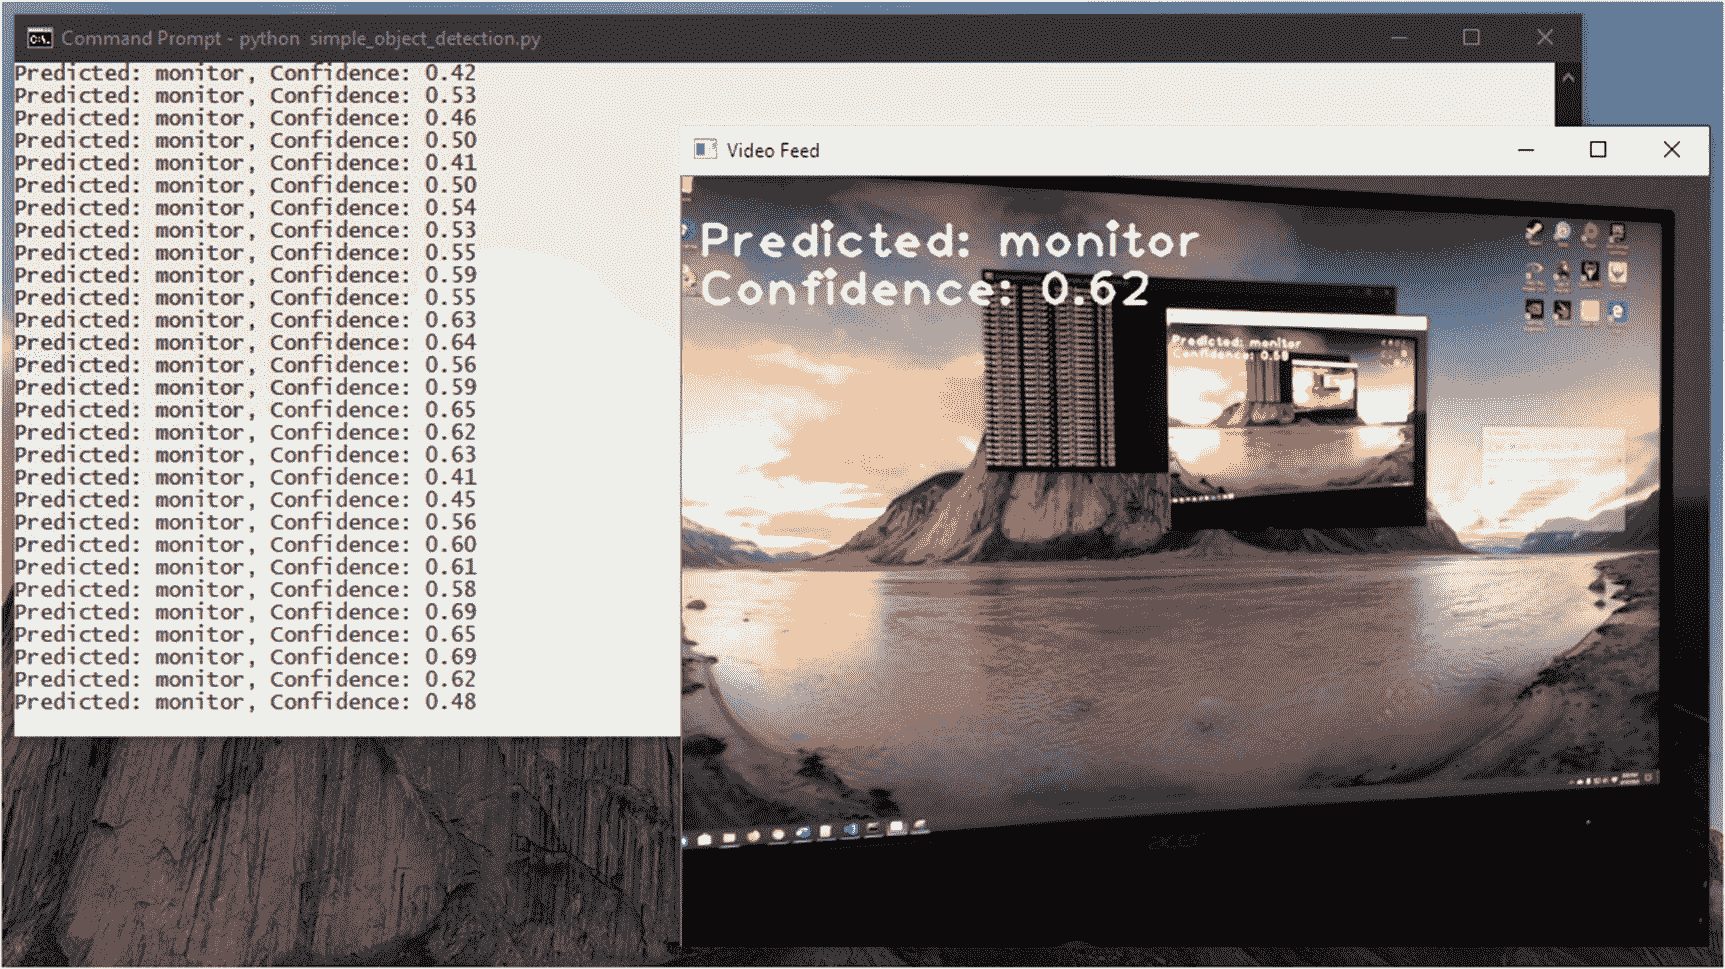 Command Prompt - python  simple_object_detection.py
Predicted: monitor, Confidence: 0.42
Predicted: monitor, Confidence: 0.53
Predicted: monitor, Confidence: 0.46
Predicted: monitor, Confidence: 0.50
Predicted: monitor, Confidence: 0.41
Predicted: monitor, Confidence: 0.50
Predicted: monitor, Confidence: 0.54
Predicted: monitor, Confidence: 0.53
Predicted: monitor, Confidence: 0.55
Predicted: monitor, Confidence: 0.59
Predicted: monitor, Confidence: 0.55
Predicted: monitor, Confidence: 0.63
Predicted: monitor, Confidence: 0.64
Predicted: monitor, Confidence: 0.56
Predicted: monitor, Confidence: 0.59
Predicted: monitor, Confidence: 0.65
Predicted: monitor, Confidence: 0.62
Predicted: monitor, Confidence: 0.63
Predicted: monitor, Confidence: 0.41
Predicted: monitor, Confidence: 0.45
Predicted: monitor, Confidence: 0.56
Predicted: monitor, Confidence: 0.60
Predicted: monitor, Confidence: 0.61
Predicted: monitor, Confidence: 0.58
Predicted: monitor, Confidence: 0.69
Predicted: monitor, Confidence: 0.65
Predicted: monitor, Confidence: 0.69
Predicted: monitor, Confidence: 0.62
Predicted: monitor, Confidence: 0.48
Video Feed
Predicted: monitor
Confidence: 0.62
Predicted: monitor
Confidence:
acer